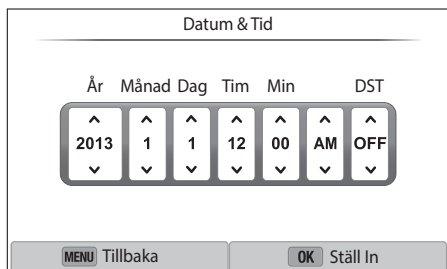 Datum & Tid
År Månad Dag Tim Min DST
2013 1 1 12 00 AM OFF
MENU Tillbaka OK Ställ In